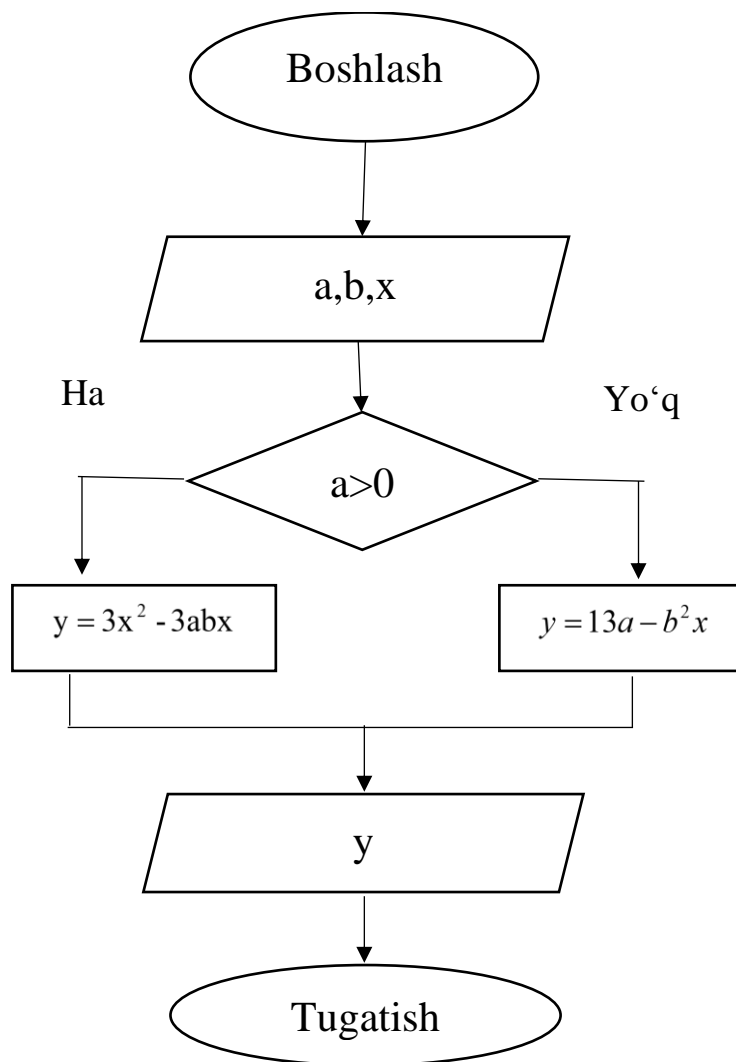 Boshlash
a,b,x
Ha
Yo‘q
a>0
y = 3x² - 3abx
y = 13a − b²x
y
Tugatish